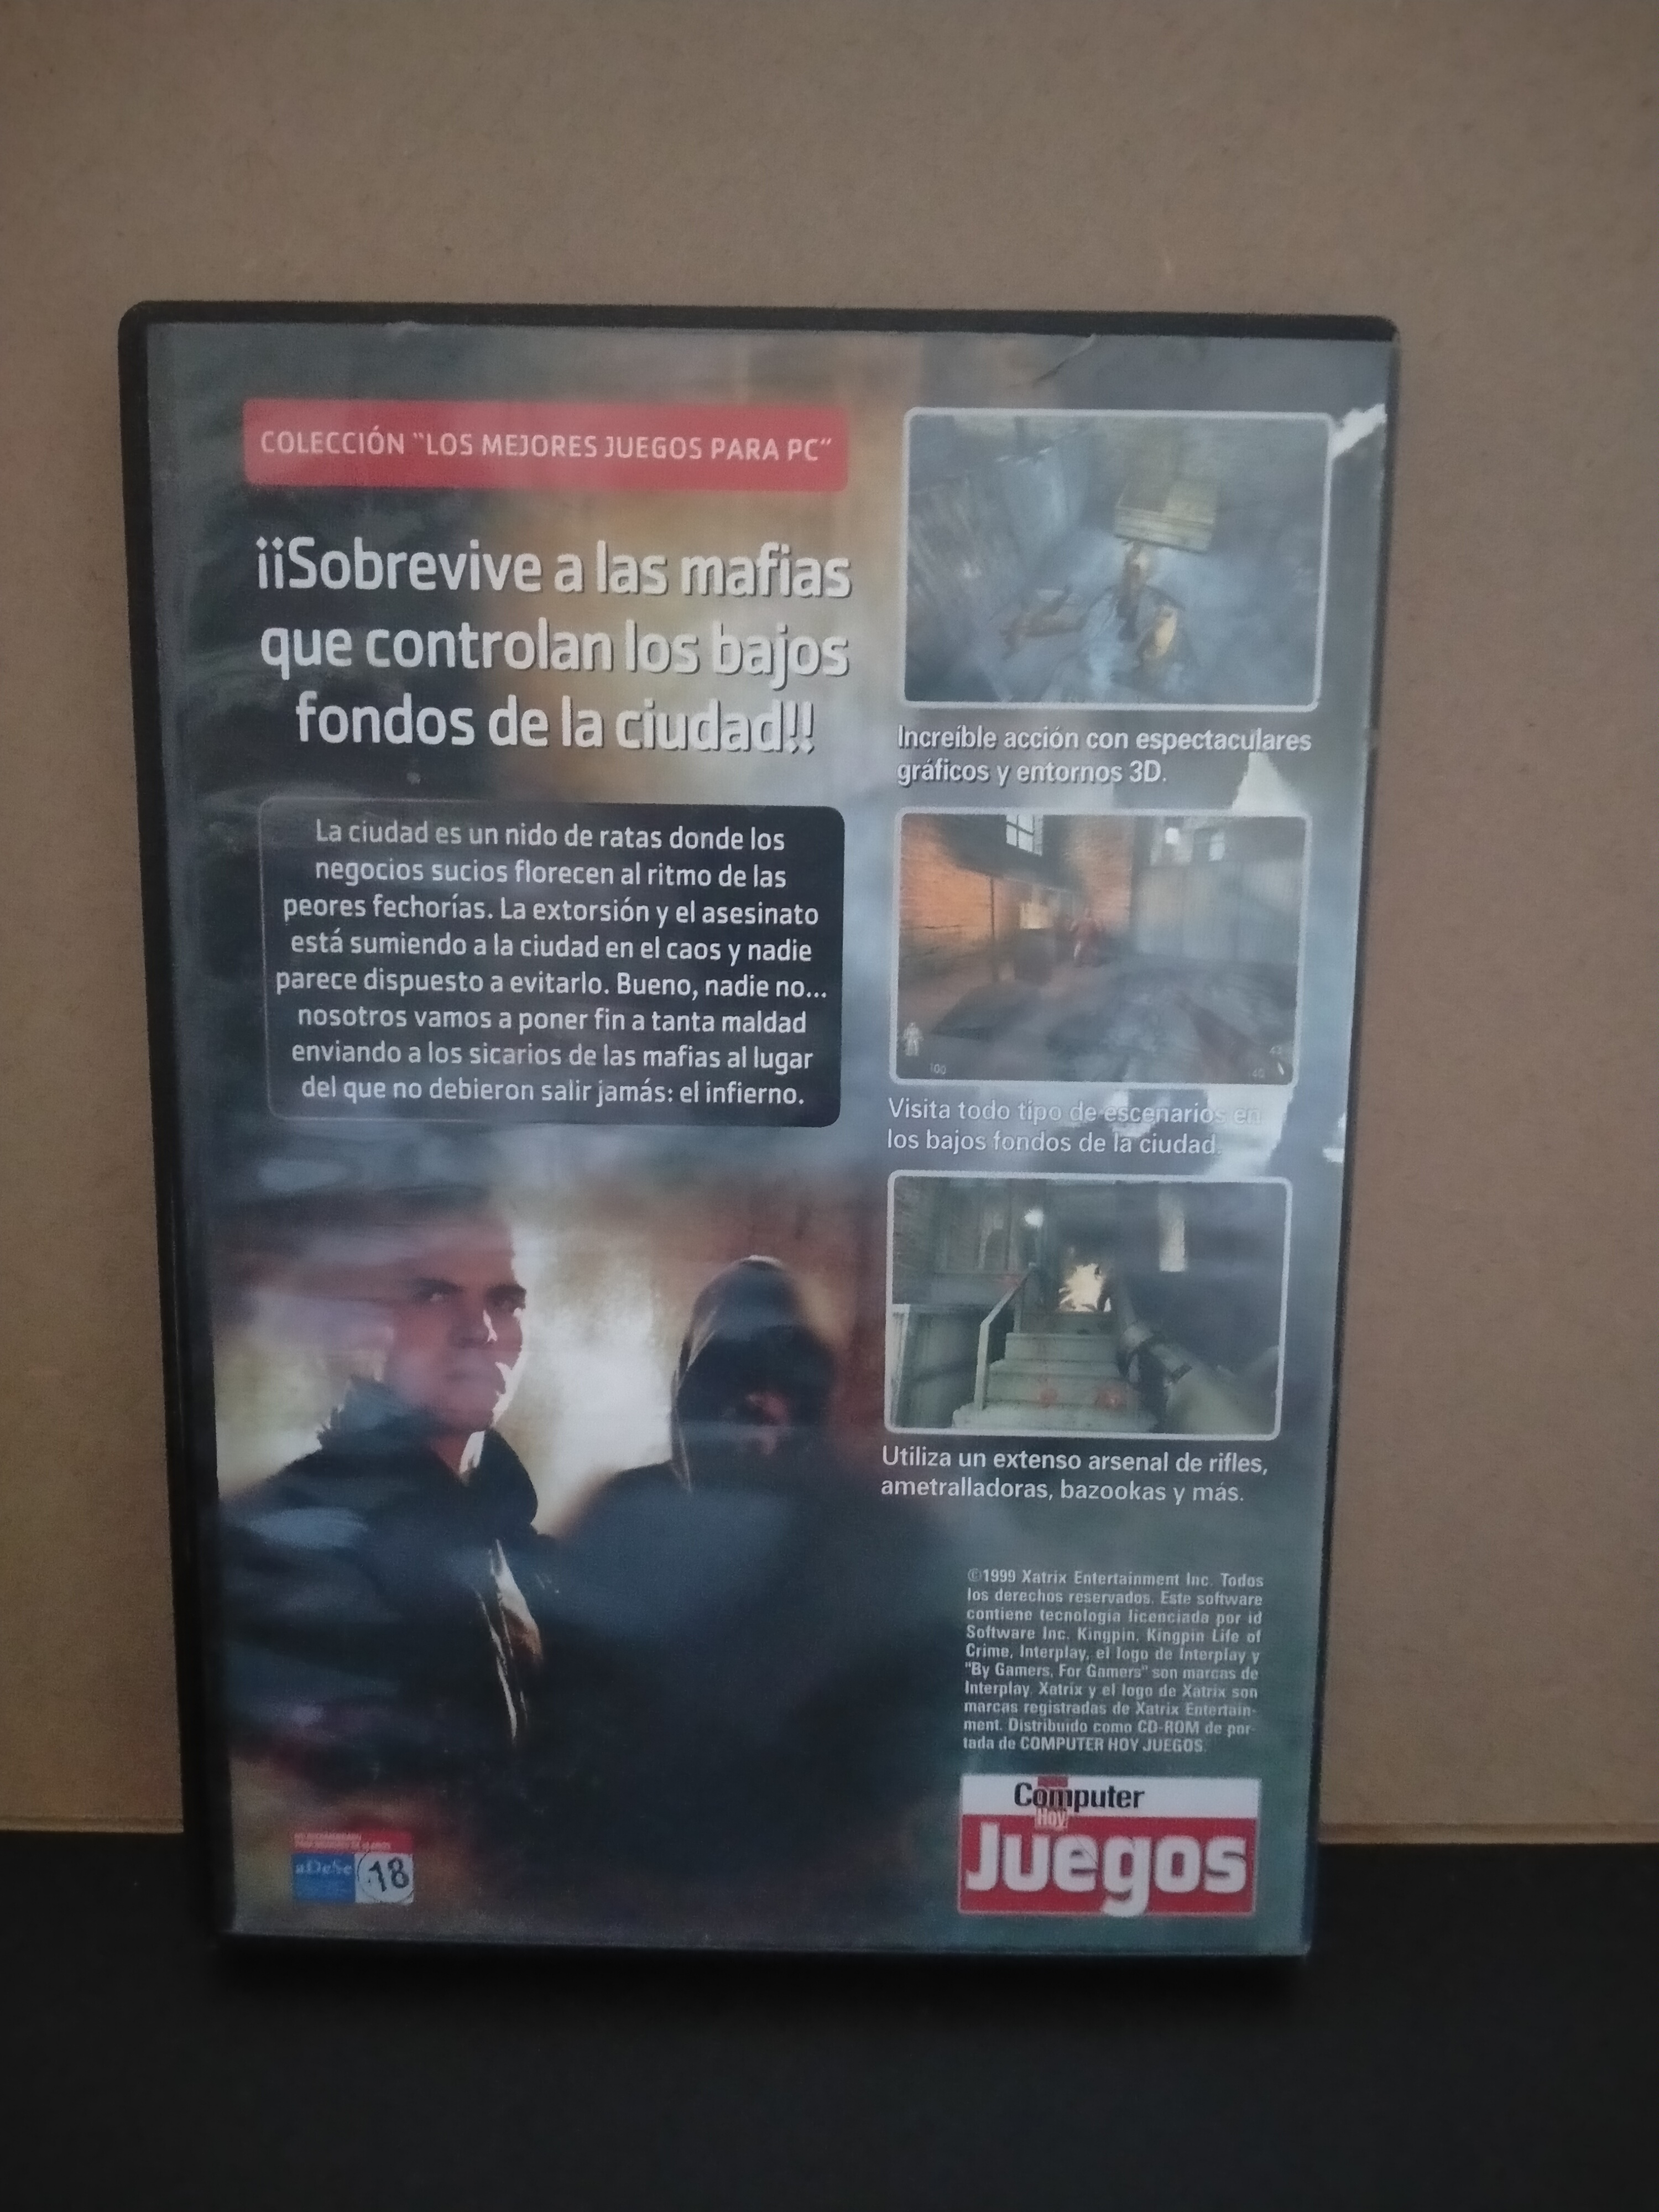 COLECCIÓN "LOS MEJORES JUEGOS PARA PC"
¡¡Sobrevive a las mafias
que controlan los bajos
fondos de la ciudad!!
La ciudad es un nido de ratas donde los
negocios sucios florecen al ritmo de las
peores fechorías. La extorsión y el asesinato
está sumiendo a la ciudad en el caos y nadie
parece dispuesto a evitarlo. Bueno, nadie no...
nosotros vamos a poner fin a tanta maldad
enviando a los sicarios de las mafias al lugar
del que no debieron salir jamás: el infierno.
Increíble acción con espectaculares
gráficos y entornos 3D.
100
Visita todo tipo de escenarios en
los bajos fondos de la ciudad.
Utiliza un extenso arsenal de rifles,
ametralladoras, bazookas y más.
©1999 Xatrix Entertainment Inc. Todos
los derechos reservados. Este software
contiene tecnología licenciada por id
Software Inc. Kingpin, Kingpin Life of
Crime, Interplay, el logo de Interplay y
"By Gamers, For Gamers" son marcas de
Interplay. Xatrix y el logo de Xatrix son
marcas registradas de Xatrix Entertain-
ment. Distribuido como CD-ROM de por-
tada de COMPUTER HOY JUEGOS.
Computer
Hoy
Juegos
NO RECOMENDADO
PARA MENORES DE 18 AÑOS
aDeSe
18